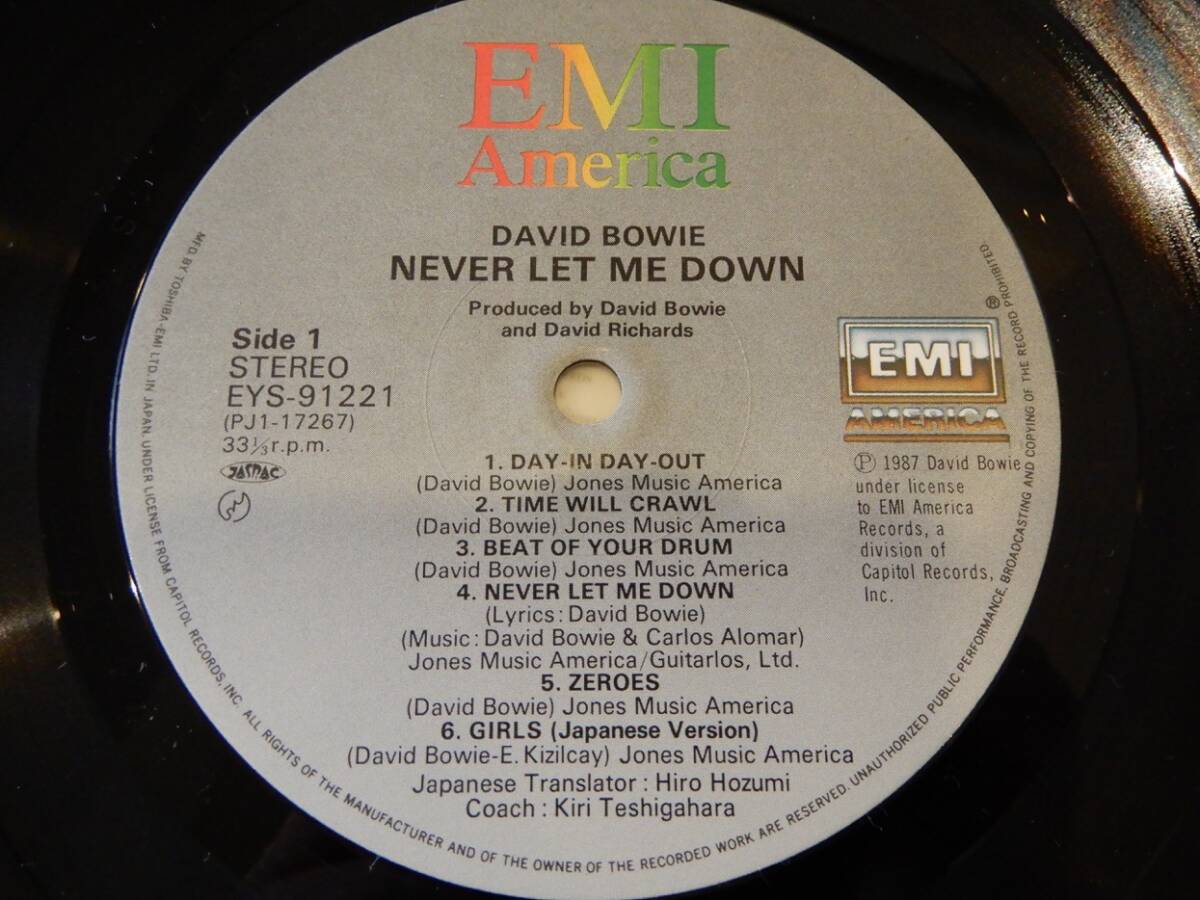 EMI
America
DAVID BOWIE
NEVER LET ME DOWN
Produced by David Bowie
and David Richards
Side 1
STEREO
EYS-91221
(PJ1-17267)
33⅓r.p.m.
JASRAC
EMI
AMERICA
®
℗ 1987 David Bowie
under license
to EMI America
Records, a
division of
Capitol Records,
Inc.
1. DAY-IN DAY-OUT
(David Bowie) Jones Music America
2. TIME WILL CRAWL
(David Bowie) Jones Music America
3. BEAT OF YOUR DRUM
(David Bowie) Jones Music America
4. NEVER LET ME DOWN
(Lyrics : David Bowie)
(Music : David Bowie & Carlos Alomar)
Jones Music America/Guitarlos, Ltd.
5. ZEROES
(David Bowie) Jones Music America
6. GIRLS (Japanese Version)
(David Bowie-E. Kizilcay) Jones Music America
Japanese Translator : Hiro Hozumi
Coach : Kiri Teshigahara
MFD. BY TOSHIBA-EMI LTD. IN JAPAN. UNDER LICENSE FROM CAPITOL RECORDS, INC. ALL RIGHTS OF THE MANUFACTURER AND OF THE OWNER OF THE RECORDED WORK ARE RESERVED. UNAUTHORIZED PUBLIC PERFORMANCE, BROADCASTING AND COPYING OF THE RECORD PROHIBITED.